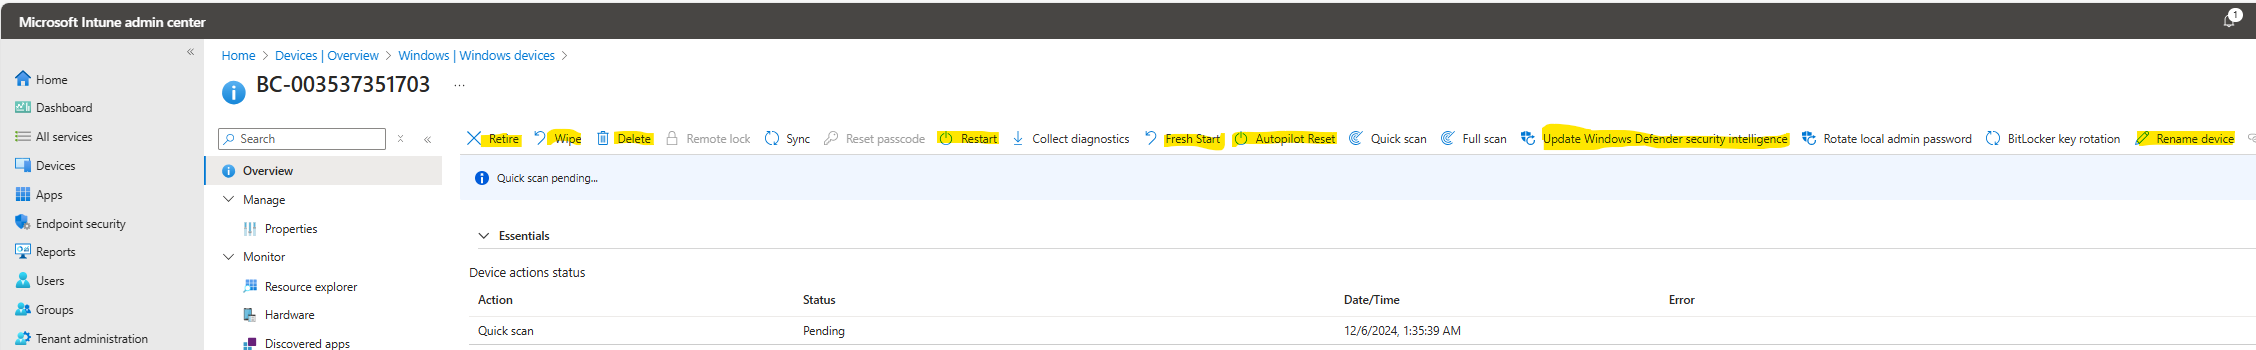 Microsoft Intune admin center
1
Home > Devices | Overview > Windows | Windows devices >
BC-003537351703 ...
Home
Dashboard
All services
Devices
Apps
Endpoint security
Reports
Users
Groups
Tenant administration
Search
Overview
Manage
Properties
Monitor
Resource explorer
Hardware
Discovered apps
Retire Wipe Delete Remote lock Sync Reset passcode Restart Collect diagnostics Fresh Start Autopilot Reset Quick scan Full scan Update Windows Defender security intelligence Rotate local admin password BitLocker key rotation Rename device
Quick scan pending...
Essentials
Device actions status
Action Status Date/Time Error
Quick scan Pending 12/6/2024, 1:35:39 AM